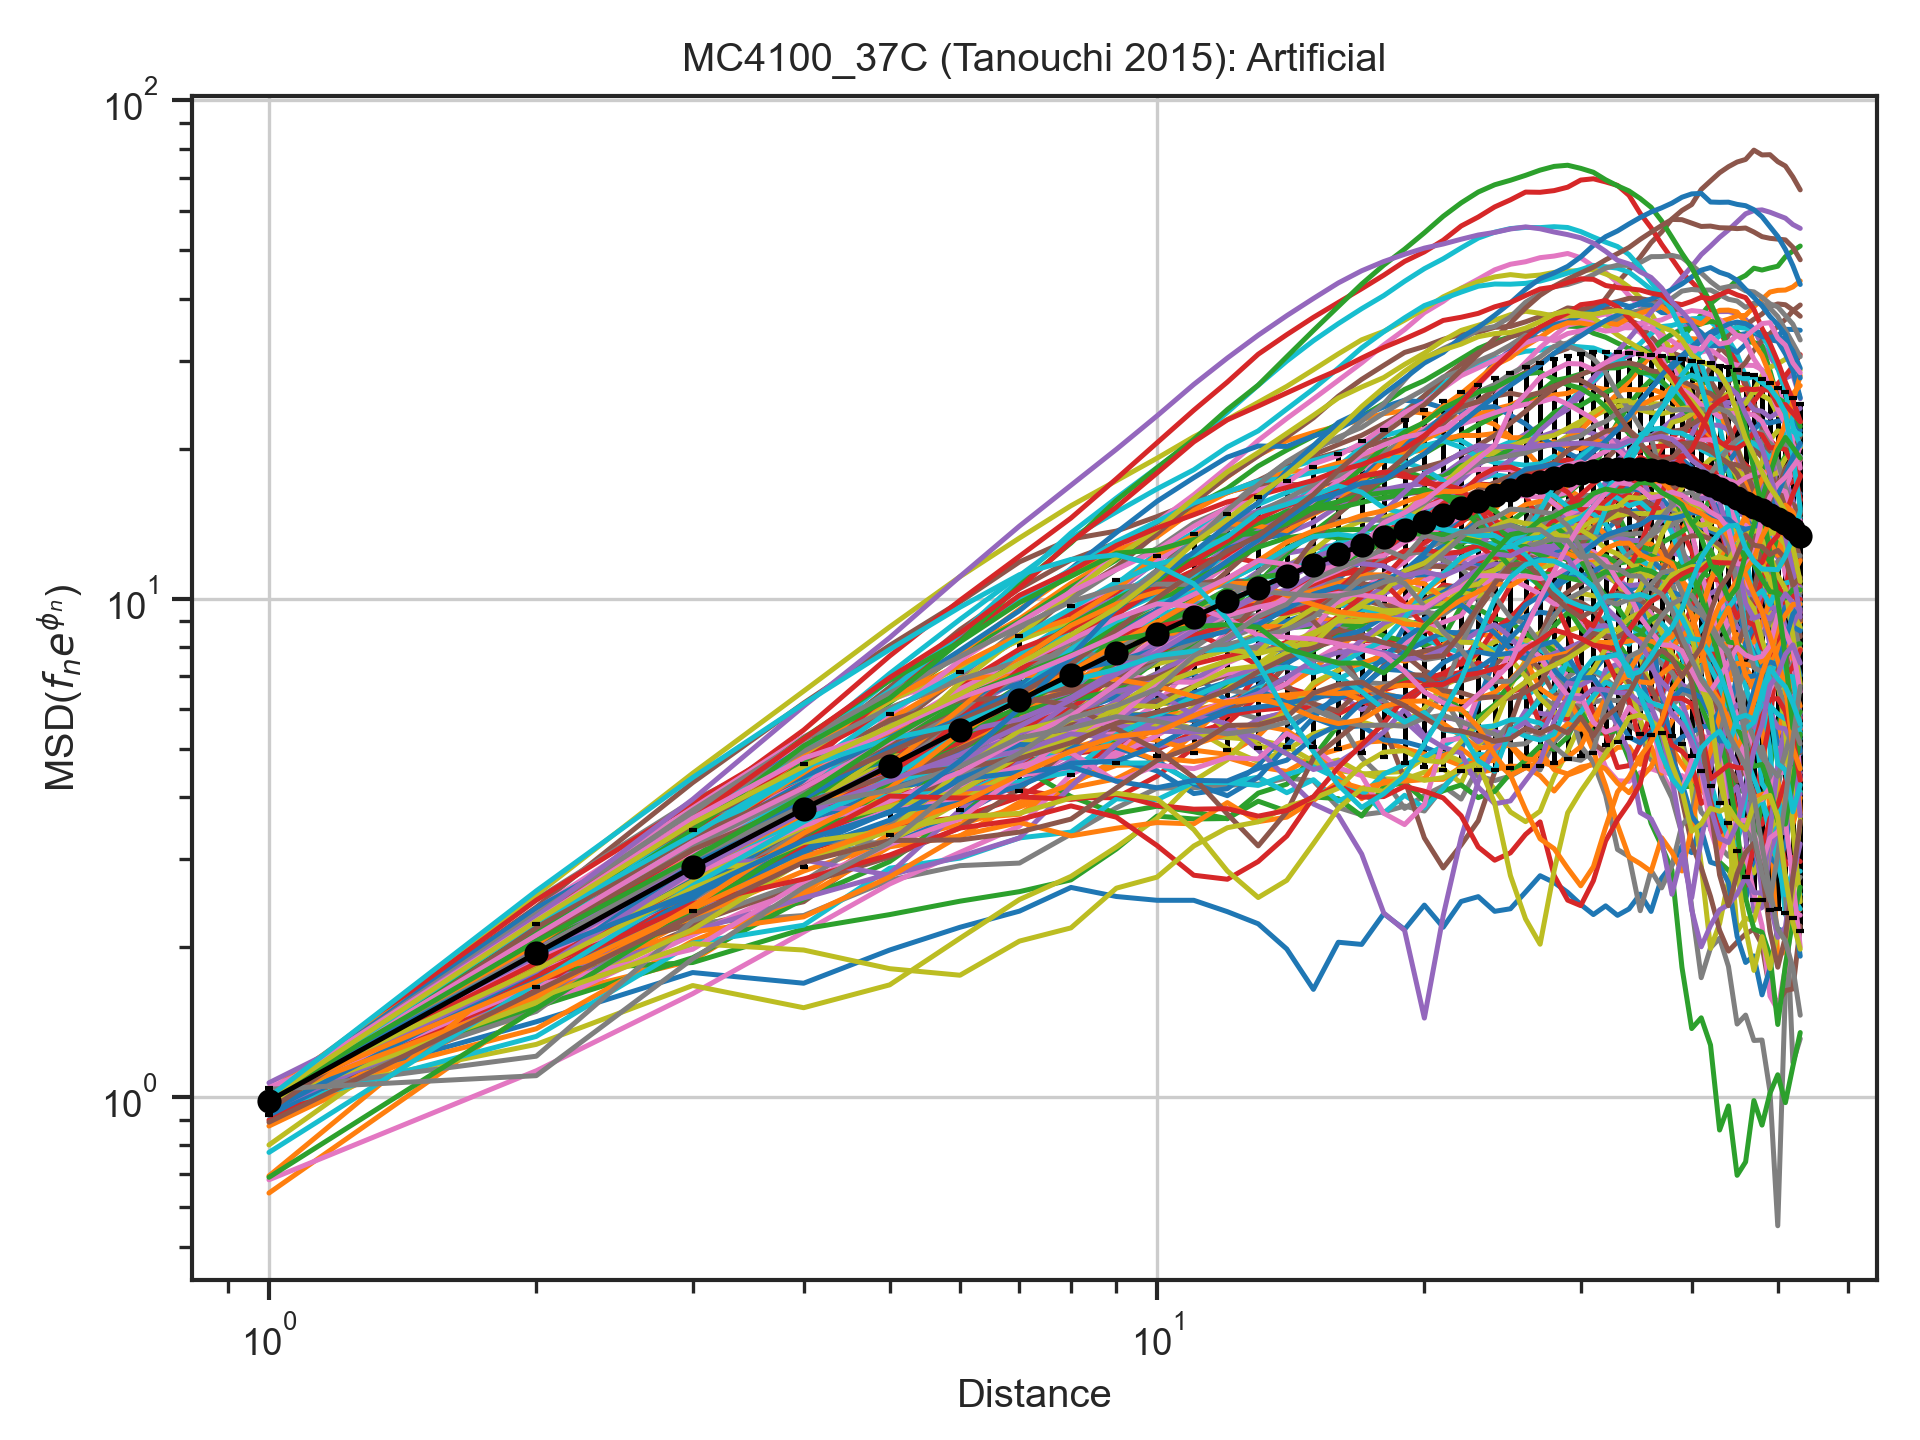 MC4100_37C (Tanouchi 2015): Artificial
10²
10¹
10⁰
MSD(fₙe^ϕₙ)
10⁰
10¹
Distance